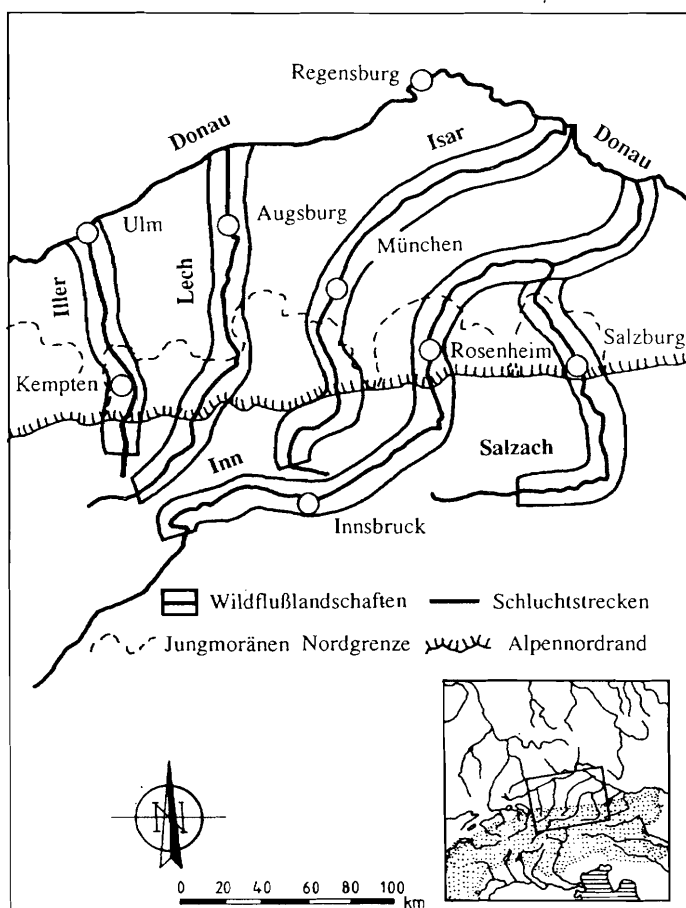 Regensburg
Donau
Isar
Donau
Ulm
Augsburg
München
Iller
Lech
Kempten
Rosenheim
Salzburg
Inn
Salzach
Innsbruck
Wildflußlandschaften
Schluchtstrecken
Jungmoränen Nordgrenze
Alpennordrand
N
0 20 40 60 80 100
km